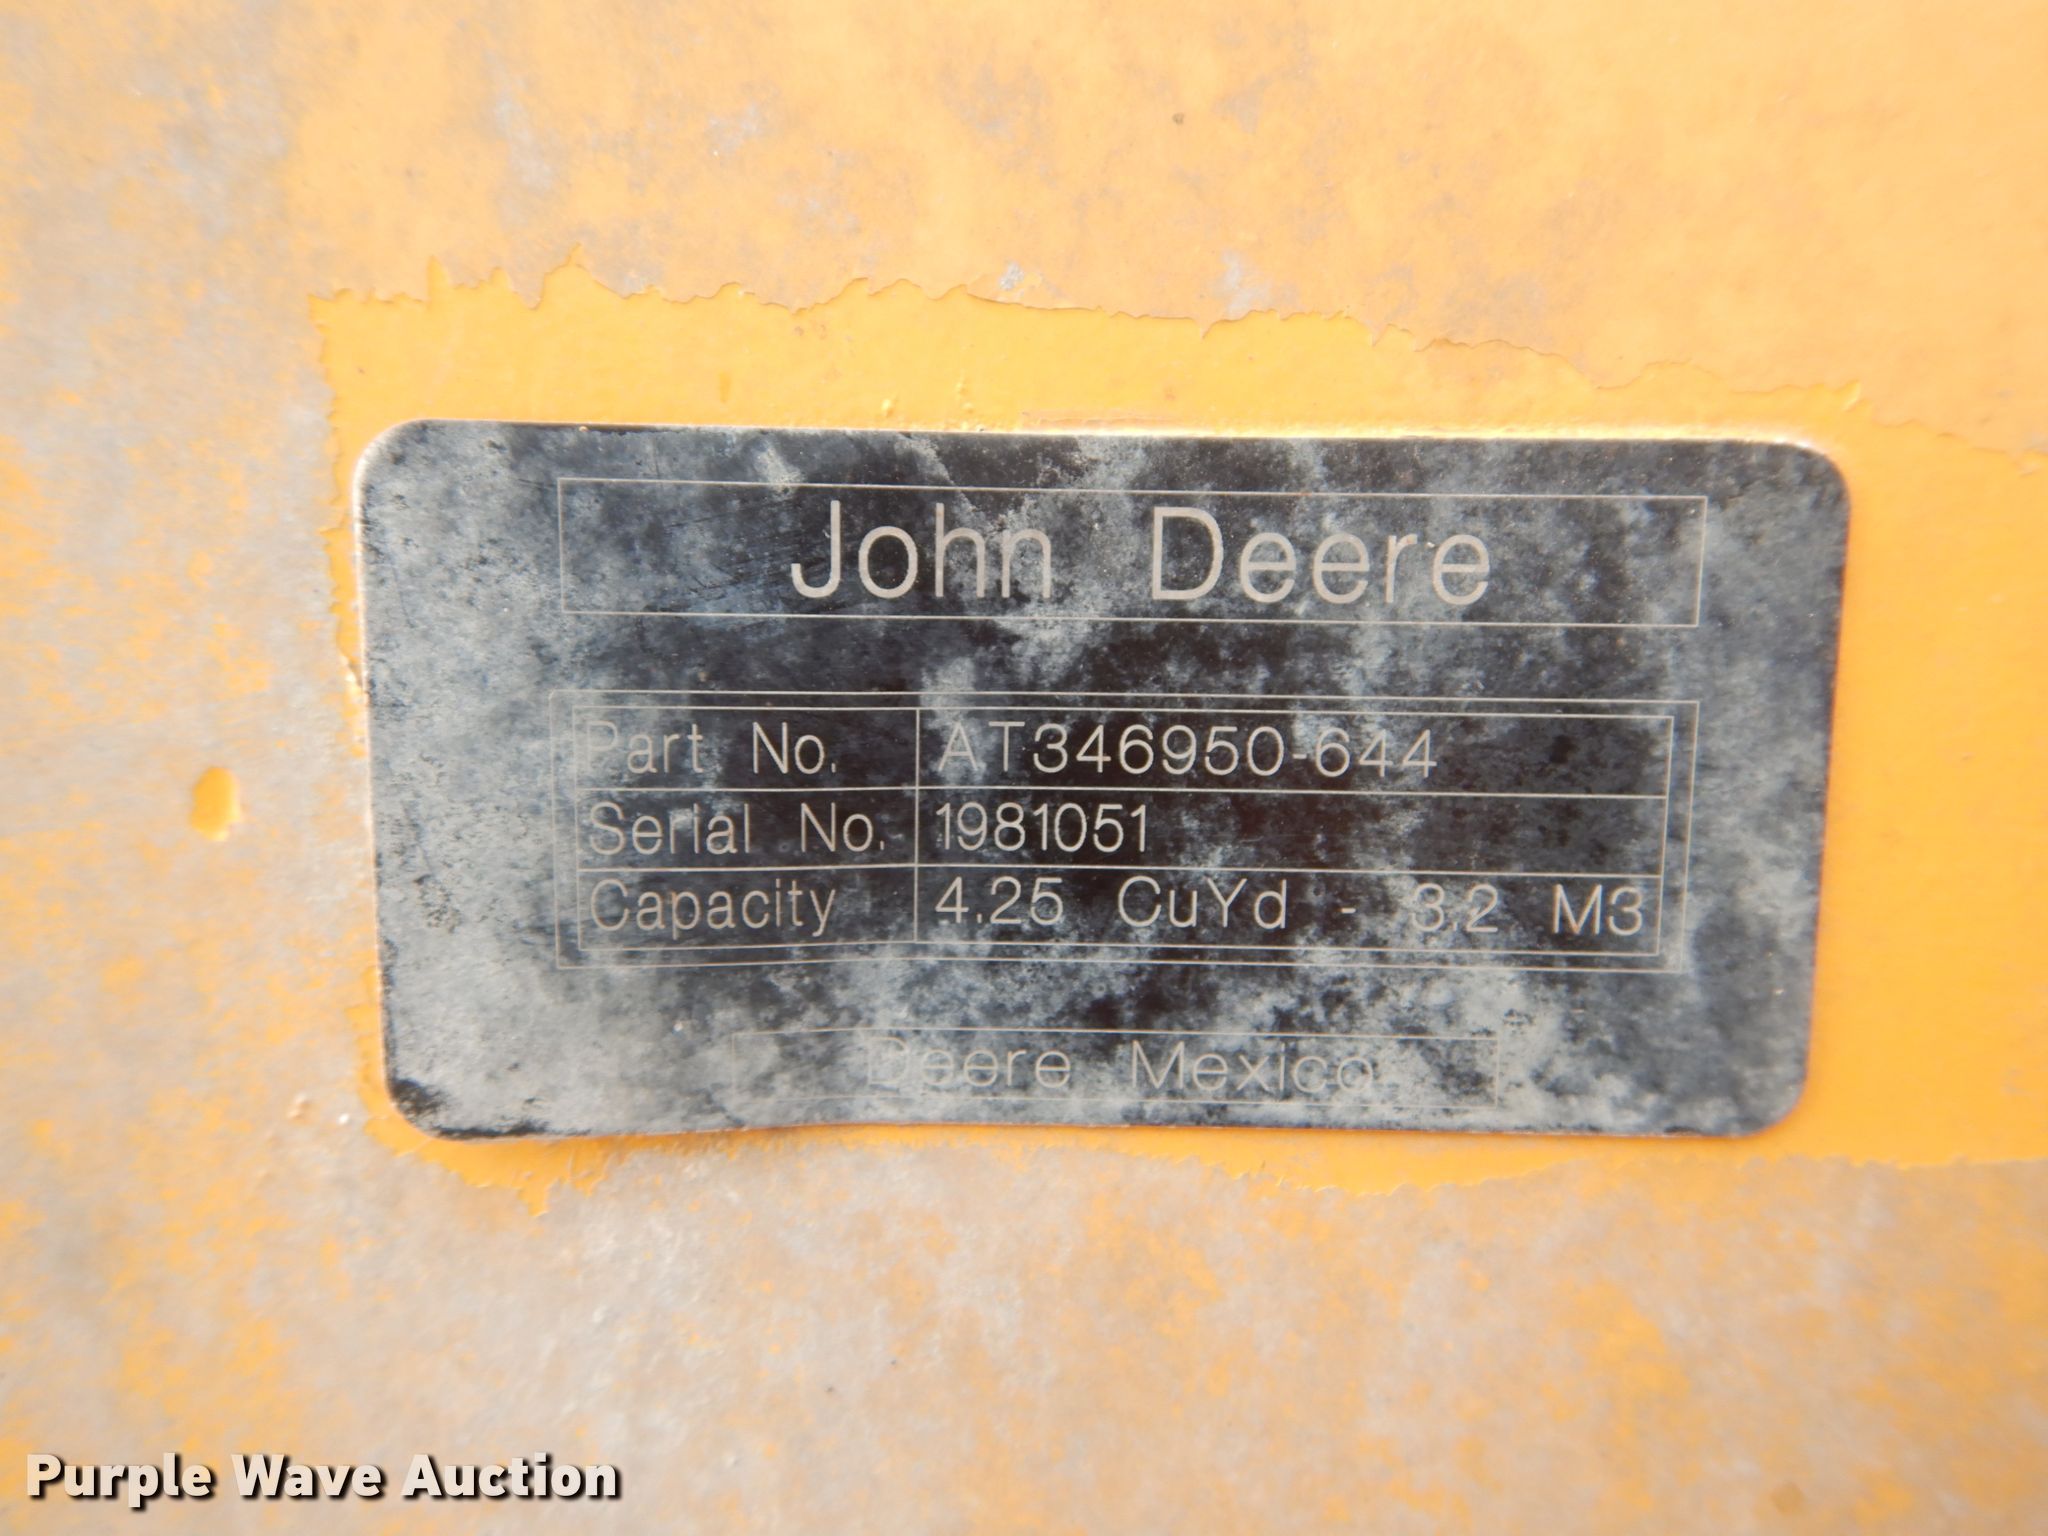 John Deere
Part No. AT346950-644
Serial No. 1981051
Capacity 4.25 CuYd - 3.2 M3
Deere Mexico
Purple Wave Auction